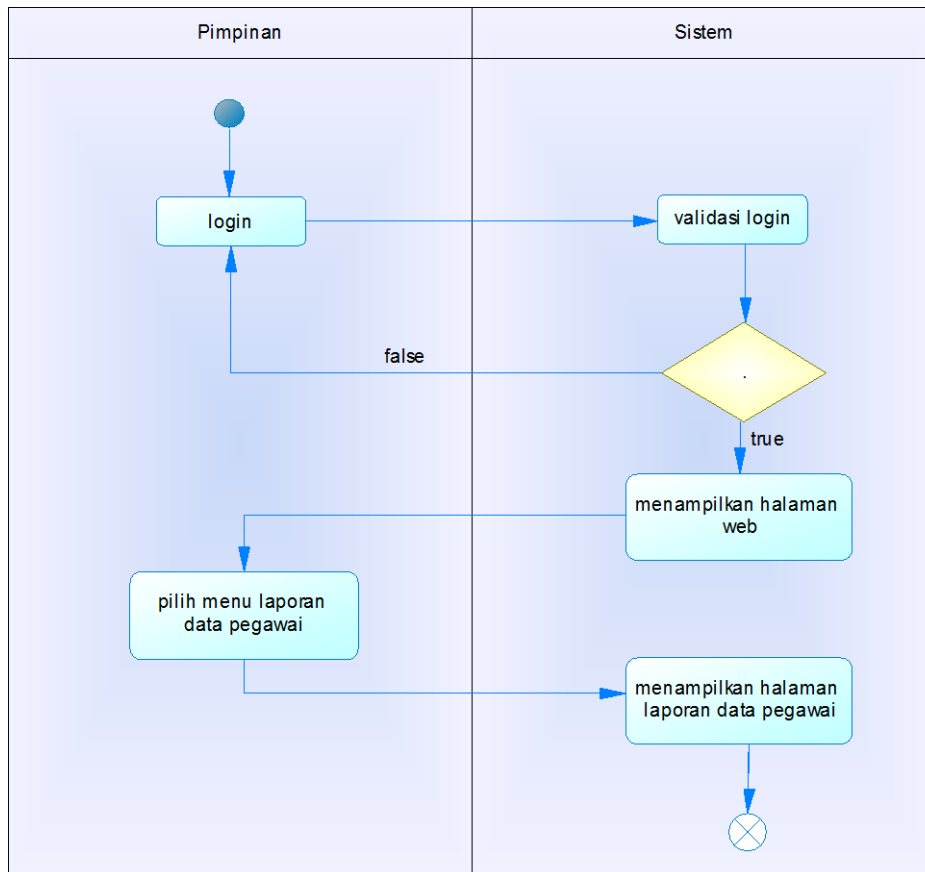 Pimpinan
Sistem
login
validasi login
false
.
true
menampilkan halaman
web
pilih menu laporan
data pegawai
menampilkan halaman
laporan data pegawai